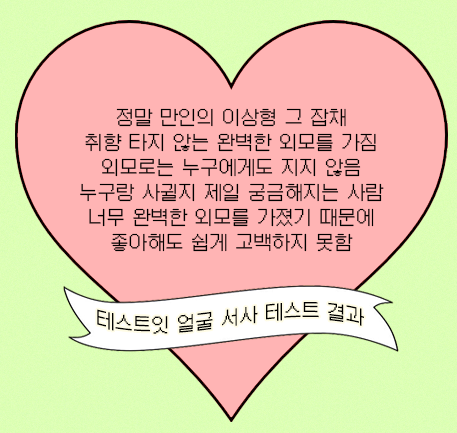 정말 만인의 이상형 그 잡채
취향 타지 않는 완벽한 외모를 가짐
외모로는 누구에게도 지지 않음
누구랑 사귈지 제일 궁금해지는 사람
너무 완벽한 외모를 가졌기 때문에
좋아해도 쉽게 고백하지 못함
테스트잇 얼굴 서사 테스트 결과